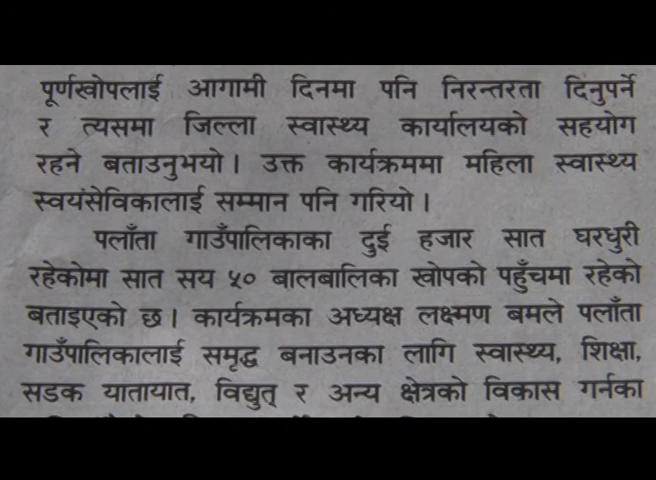 पूर्णखोपलाई आगामी दिनमा पनि निरन्तरता दिनुपर्ने
र त्यसमा जिल्ला स्वास्थ्य कार्यालयको सहयोग
रहने बताउनुभयो । उक्त कार्यक्रममा महिला स्वास्थ्य
स्वयंसेविकालाई सम्मान पनि गरियो ।
पलाँता गाउँपालिकाका दुई हजार सात घरधुरी
रहेकोमा सात सय ५० बालबालिका खोपको पहुँचमा रहेको
बताइएको छ । कार्यक्रमका अध्यक्ष लक्ष्मण बमले पलाँता
गाउँपालिकालाई समृद्ध बनाउनका लागि स्वास्थ्य, शिक्षा,
सडक यातायात, विद्युत् र अन्य क्षेत्रको विकास गर्नका